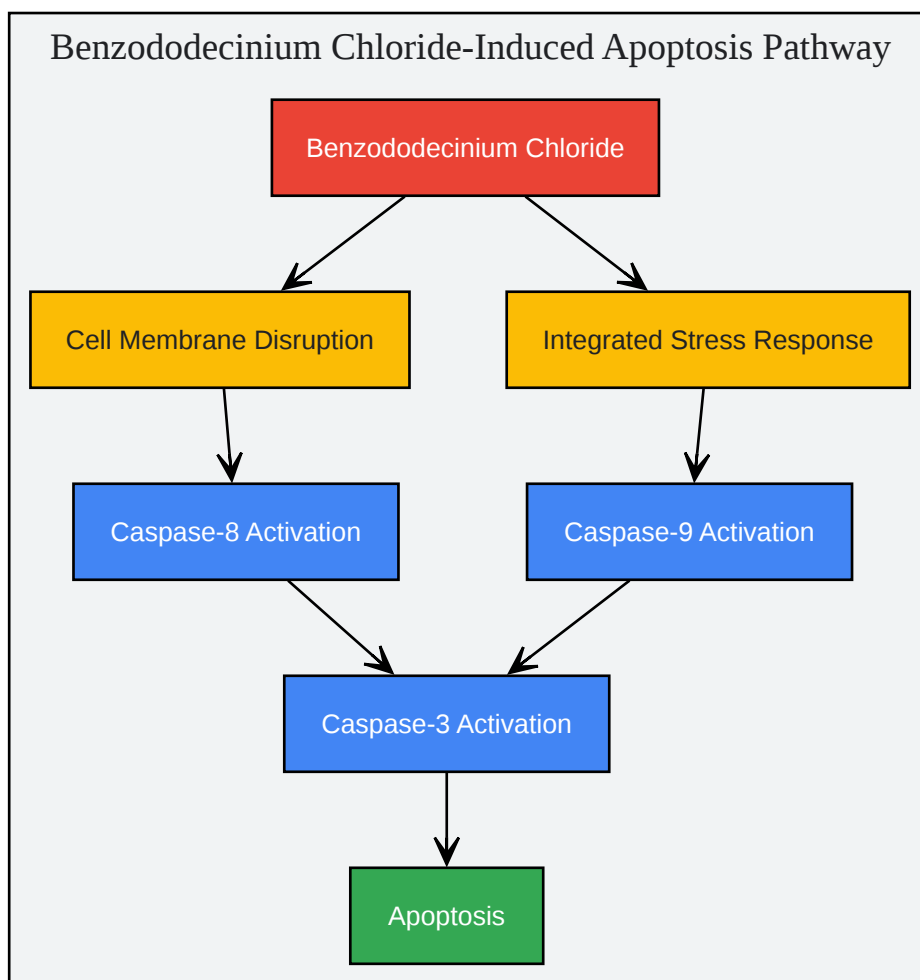 Benzododecinium Chloride-Induced Apoptosis Pathway
Benzododecinium Chloride
Cell Membrane Disruption
Integrated Stress Response
Caspase-8 Activation
Caspase-9 Activation
Caspase-3 Activation
Apoptosis